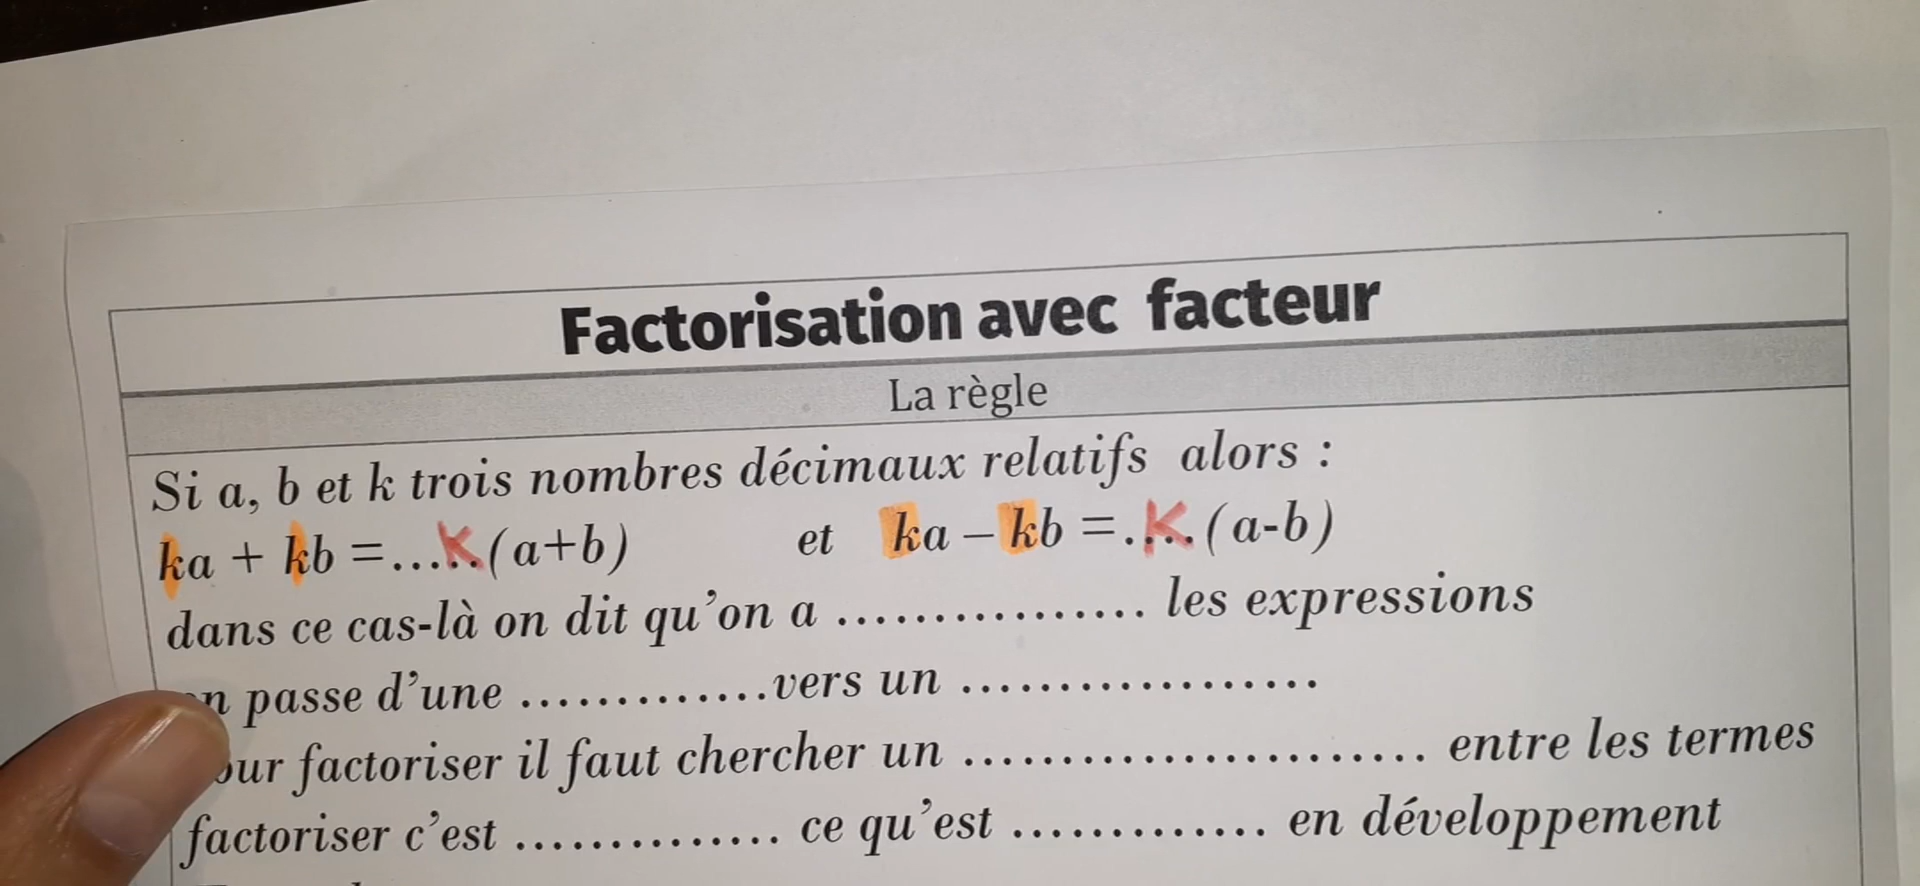 Factorisation avec facteur
La règle
Si a, b et k trois nombres décimaux relatifs alors :
ka + kb =.....K(a+b) et ka – kb =.K..(a-b)
dans ce cas-là on dit qu’on a ................ les expressions
n passe d’une .............vers un ..................
our factoriser il faut chercher un ........................ entre les termes
factoriser c’est .............. ce qu’est ............. en développement